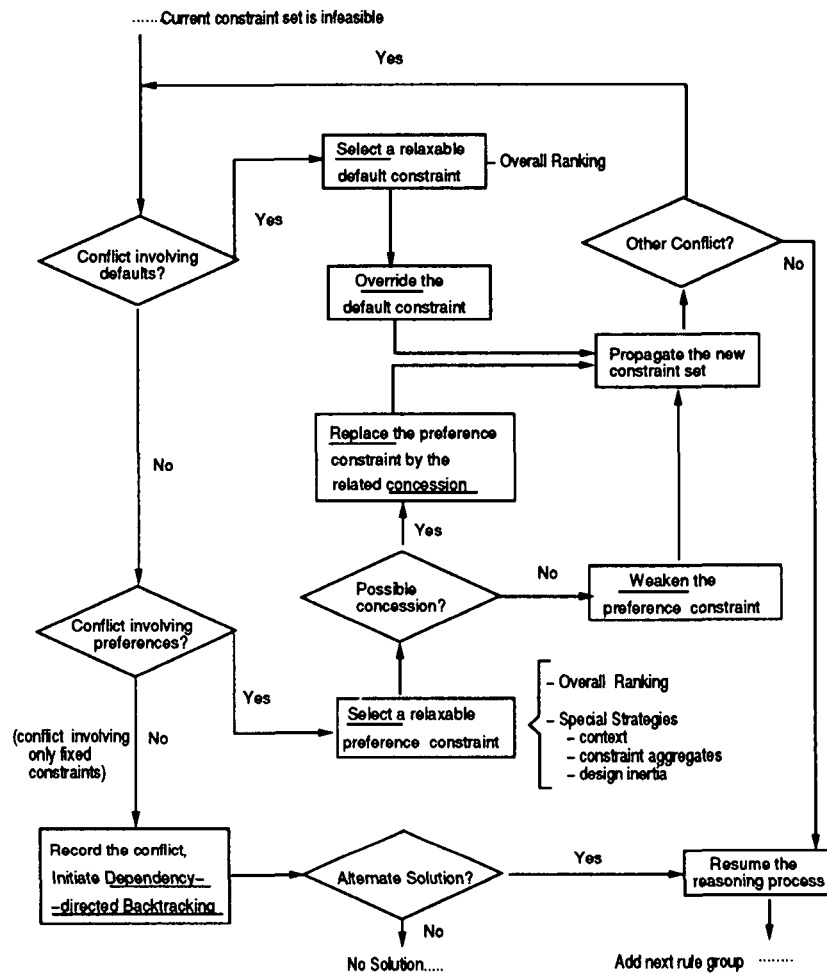 ...... Current constraint set is infeasible
Yes
Select a relaxable
default constraint
– Overall Ranking
Yes
Conflict involving
defaults?
Other Conflict?
No
Override the
default constraint
Propagate the new
constraint set
Replace the preference
constraint by the
related concession
No
Yes
Possible
concession?
No
Weaken the
preference constraint
Conflict involving
preferences?
Yes
Select a relaxable
preference constraint
– Overall Ranking
– Special Strategies
– context
– constraint aggregates
– design inertia
(conflict involving
only fixed
constraints)
No
Record the conflict,
Initiate Dependency–
–directed Backtracking
Alternate Solution?
Yes
Resume the
reasoning process
No
No Solution.....
Add next rule group ........